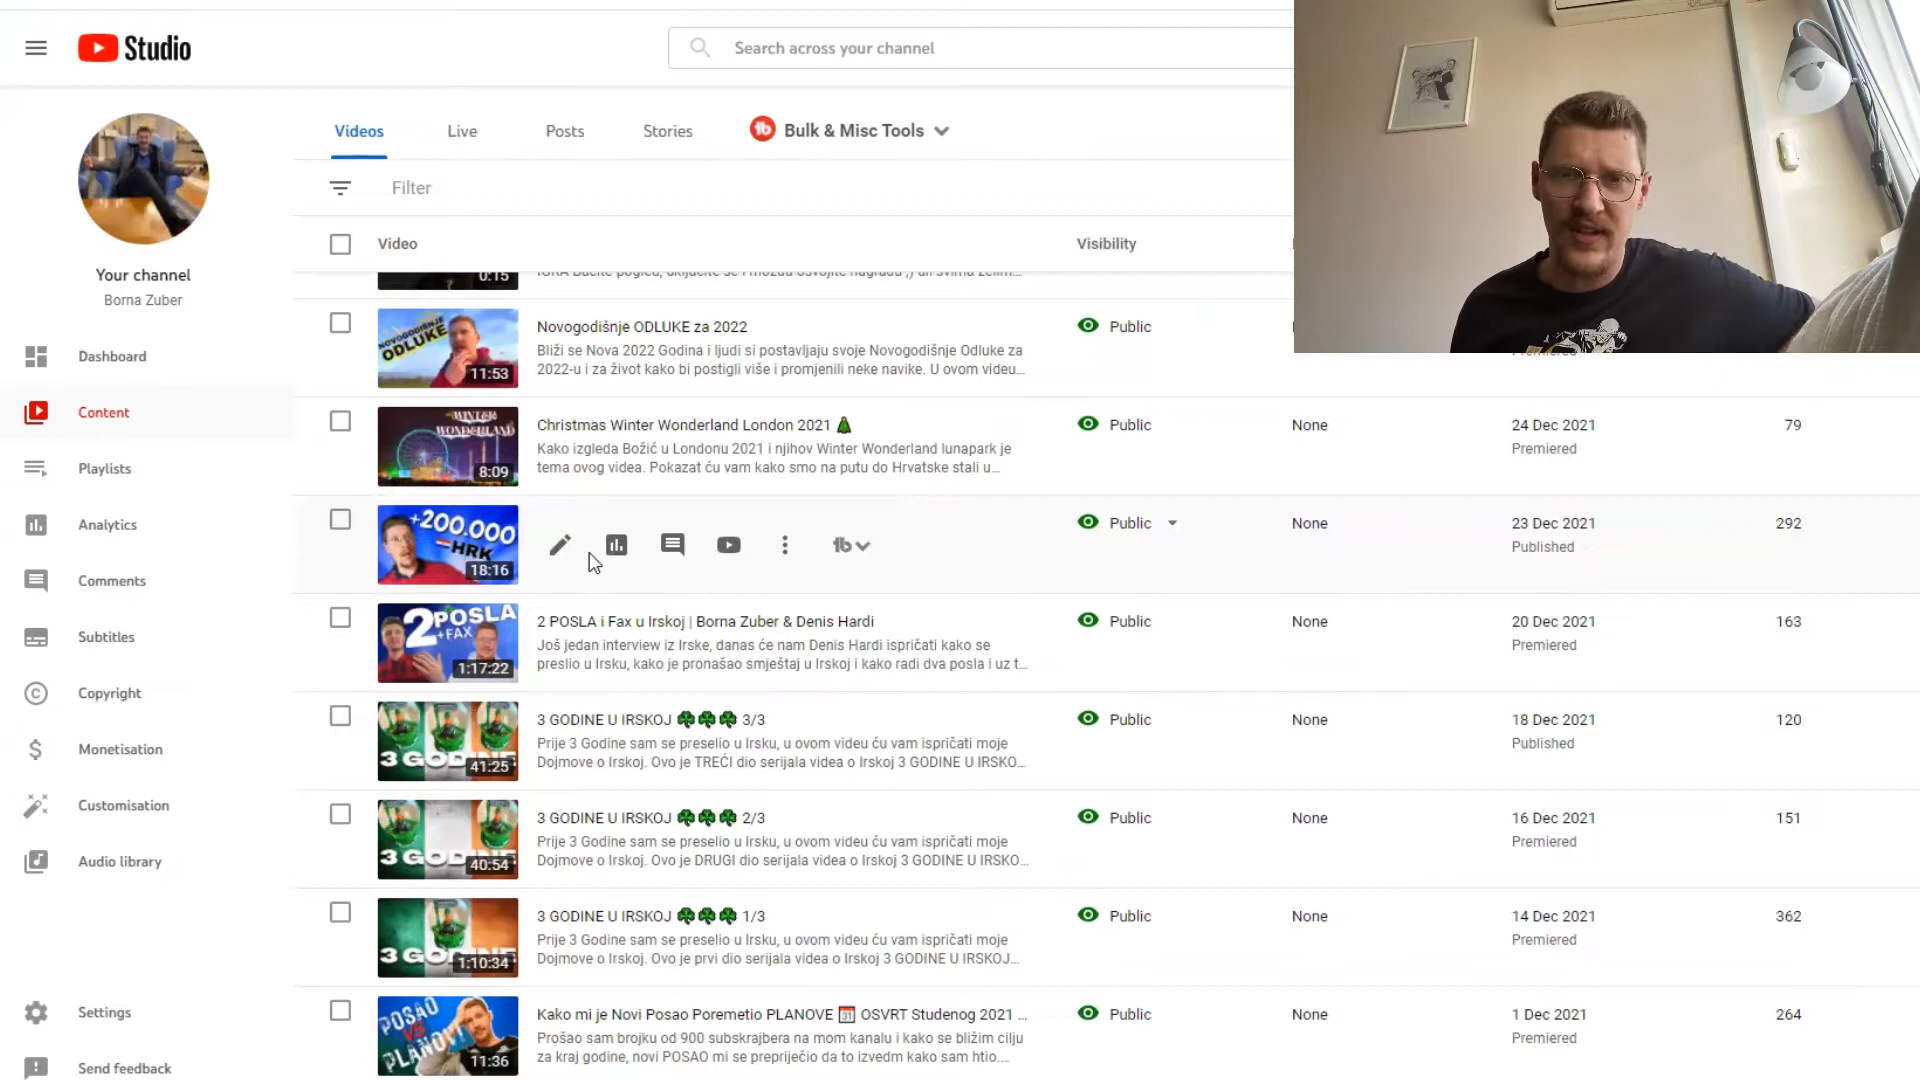 Studio
Search across your channel
Your channel
Borna Zuber
Dashboard
Content
Playlists
Analytics
Comments
Subtitles
Copyright
Monetisation
Customisation
Audio library
Settings
Send feedback
Videos
Live
Posts
Stories
Bulk & Misc Tools
Filter
Video
Visibility
0:15
NOVOGODIŠNJE
ODLUKE
11:53
Novogodišnje ODLUKE za 2022
Bliži se Nova 2022 Godina i ljudi si postavljaju svoje Novogodišnje Odluke za
2022-u i za život kako bi postigli više i promjenili neke navike. U ovom videu...
Public
Premiered
WINTER
WONDERLAND
8:09
Christmas Winter Wonderland London 2021 🎄
Kako izgleda Božić u Londonu 2021 i njihov Winter Wonderland lunapark je
tema ovog videa. Pokazat ću vam kako smo na putu do Hrvatske stali u...
Public
None
24 Dec 2021
Premiered
79
+200.000
HRK
18:16
Public
None
23 Dec 2021
Published
292
2 POSLA
+FAX
1:17:22
2 POSLA i Fax u Irskoj | Borna Zuber & Denis Hardi
Još jedan interview iz Irske, danas će nam Denis Hardi ispričati kako se
preslio u Irsku, kako je pronašao smještaj u Irskoj i kako radi dva posla i uz t...
Public
None
20 Dec 2021
Premiered
163
3 GODINE
41:25
3 GODINE U IRSKOJ ☘☘☘ 3/3
Prije 3 Godine sam se preselio u Irsku, u ovom videu ću vam ispričati moje
Dojmove o Irskoj. Ovo je TREĆI dio serijala videa o Irskoj 3 GODINE U IRSKO...
Public
None
18 Dec 2021
Published
120
3 GODINE
40:54
3 GODINE U IRSKOJ ☘☘☘ 2/3
Prije 3 Godine sam se preselio u Irsku, u ovom videu ću vam ispričati moje
Dojmove o Irskoj. Ovo je DRUGI dio serijala videa o Irskoj 3 GODINE U IRSKO...
Public
None
16 Dec 2021
Premiered
151
3 GODINE
1:10:34
3 GODINE U IRSKOJ ☘☘☘ 1/3
Prije 3 Godine sam se preselio u Irsku, u ovom videu ću vam ispričati moje
Dojmove o Irskoj. Ovo je prvi dio serijala videa o Irskoj 3 GODINE U IRSKOJ...
Public
None
14 Dec 2021
Premiered
362
POSAO
VS
PLANOVI
11:36
Kako mi je Novi Posao Poremetio PLANOVE 📅 OSVRT Studenog 2021 ...
Prošao sam brojku od 900 subskrajbera na mom kanalu i kako se bližim cilju
za kraj godine, novi POSAO mi se prepriječio da to izvedm kako sam htio....
Public
None
1 Dec 2021
Premiered
264